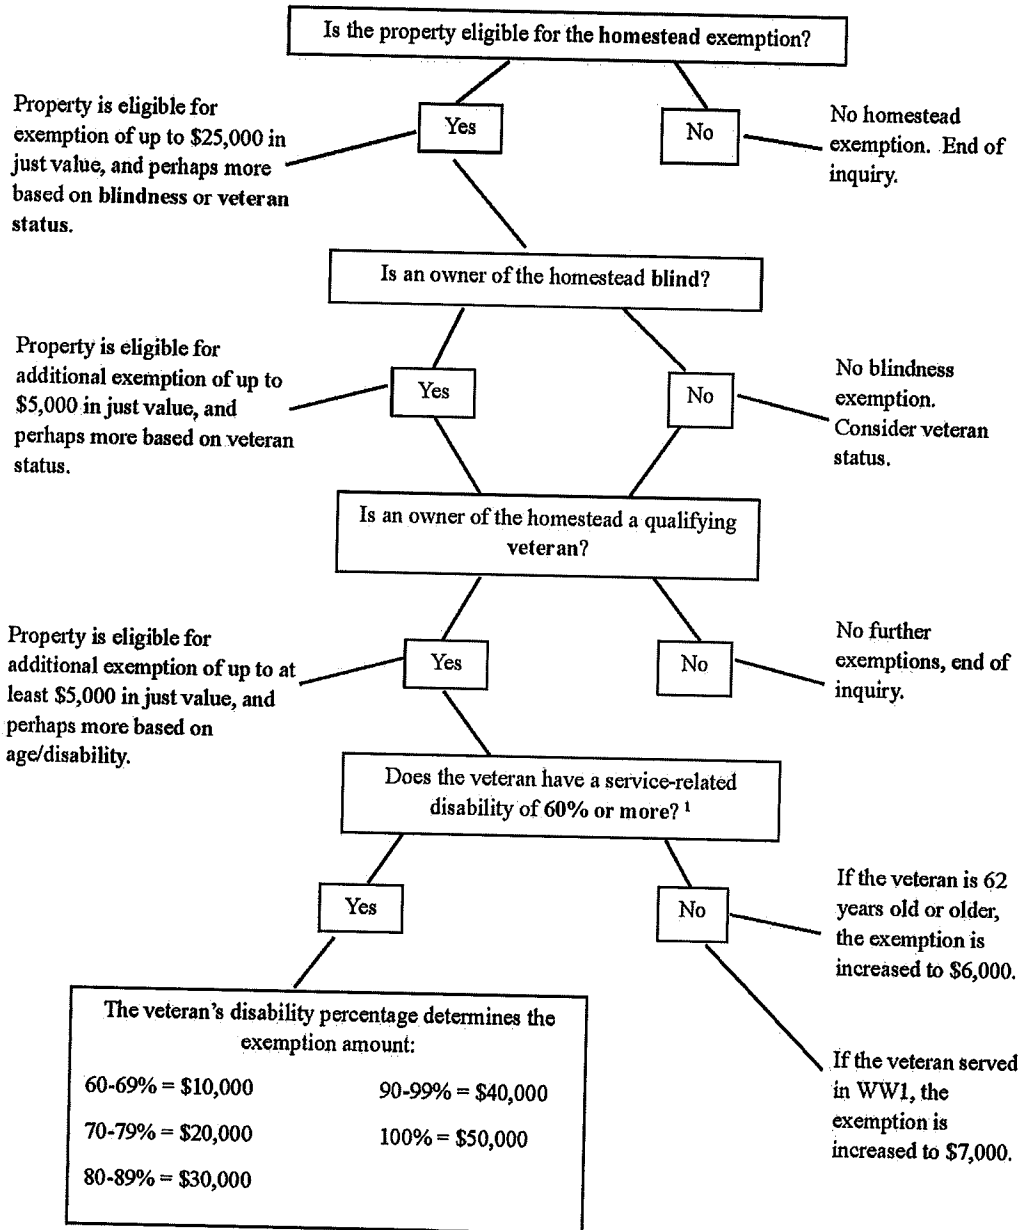 Is the property eligible for the homestead exemption?
Property is eligible for
exemption of up to $25,000 in
just value, and perhaps more
based on blindness or veteran
status.
Yes
No
No homestead
exemption. End of
inquiry.
Is an owner of the homestead blind?
Property is eligible for
additional exemption of up to
$5,000 in just value, and
perhaps more based on veteran
status.
Yes
No
No blindness
exemption.
Consider veteran
status.
Is an owner of the homestead a qualifying
veteran?
Property is eligible for
additional exemption of up to at
least $5,000 in just value, and
perhaps more based on
age/disability.
Yes
No
No further
exemptions, end of
inquiry.
Does the veteran have a service-related
disability of 60% or more? 1
Yes
No
If the veteran is 62
years old or older,
the exemption is
increased to $6,000.
If the veteran served
in WW1, the
exemption is
increased to $7,000.
The veteran's disability percentage determines the
exemption amount:
60-69% = $10,000
90-99% = $40,000
70-79% = $20,000
100% = $50,000
80-89% = $30,000